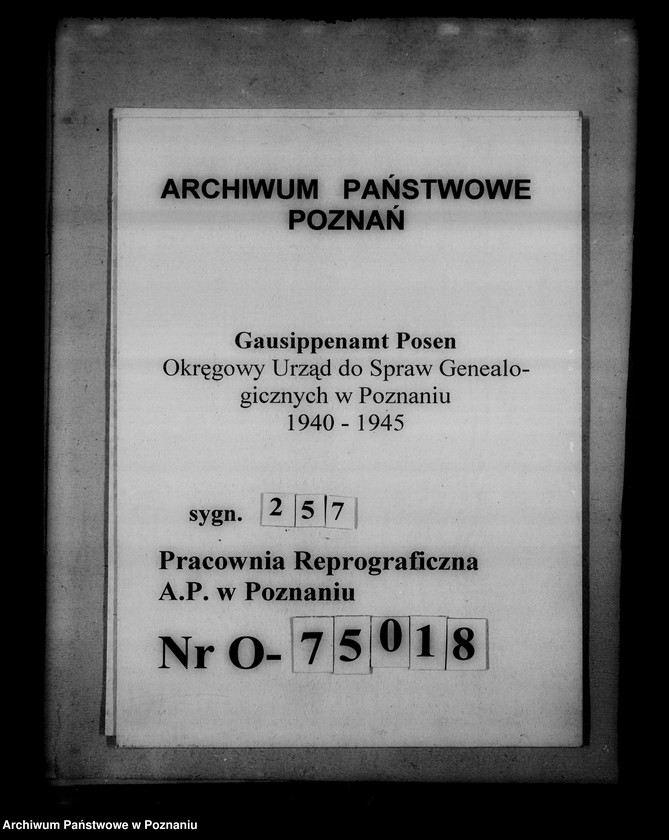 ARCHIWUM PAŃSTWOWE
POZNAŃ
Gausippenamt Posen
Okręgowy Urząd do Spraw Genealo-
gicznych w Poznaniu
1940 - 1945
sygn. 257
Pracownia Reprograficzna
A.P. w Poznaniu
Nr O- 75018
Archiwum Państwowe w Poznaniu